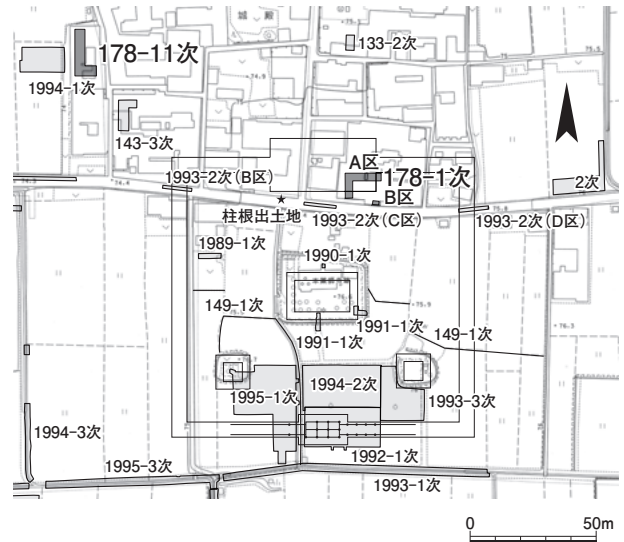 城殿
133-2次
178-11次
1994-1次
143-3次
A区
178-1次
B区
1993-2次(B区)
2次
柱根出土地
1993-2次(C区)
1993-2次(D区)
1989-1次
1990-1次
149-1次
1991-1次
1991-1次
149-1次
1994-2次
1995-1次
1993-3次
1994-3次
1992-1次
1995-3次
1993-1次
0
50m